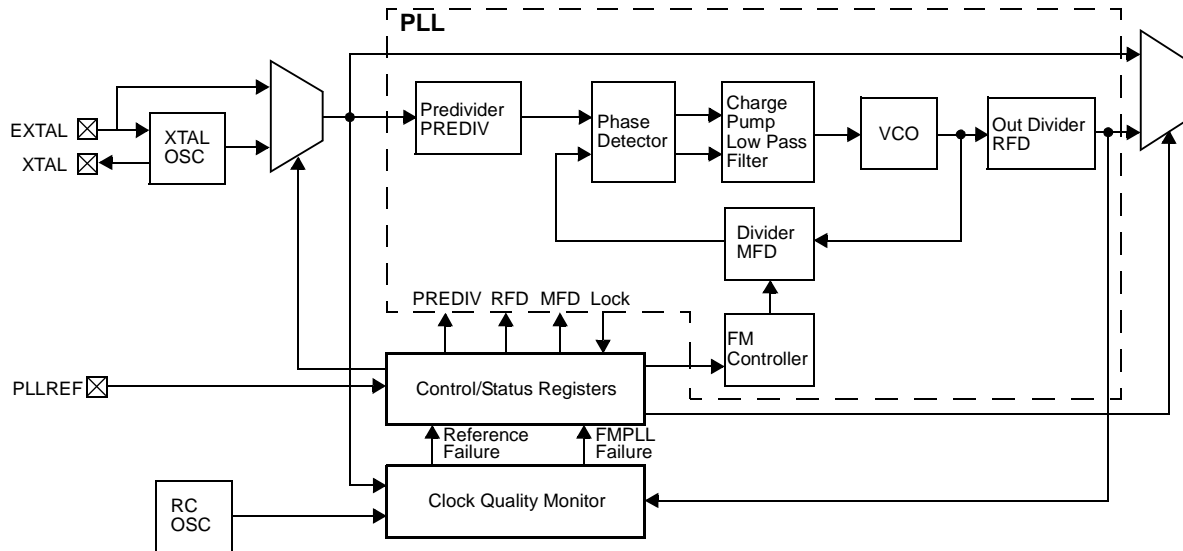 PLL
EXTAL
XTAL
XTAL
OSC
Predivider
PREDIV
Phase
Detector
Charge
Pump
Low Pass
Filter
VCO
Out Divider
RFD
Divider
MFD
PREDIV
RFD
MFD
Lock
FM
Controller
PLLREF
Control/Status Registers
Reference
Failure
FMPLL
Failure
Clock Quality Monitor
RC
OSC